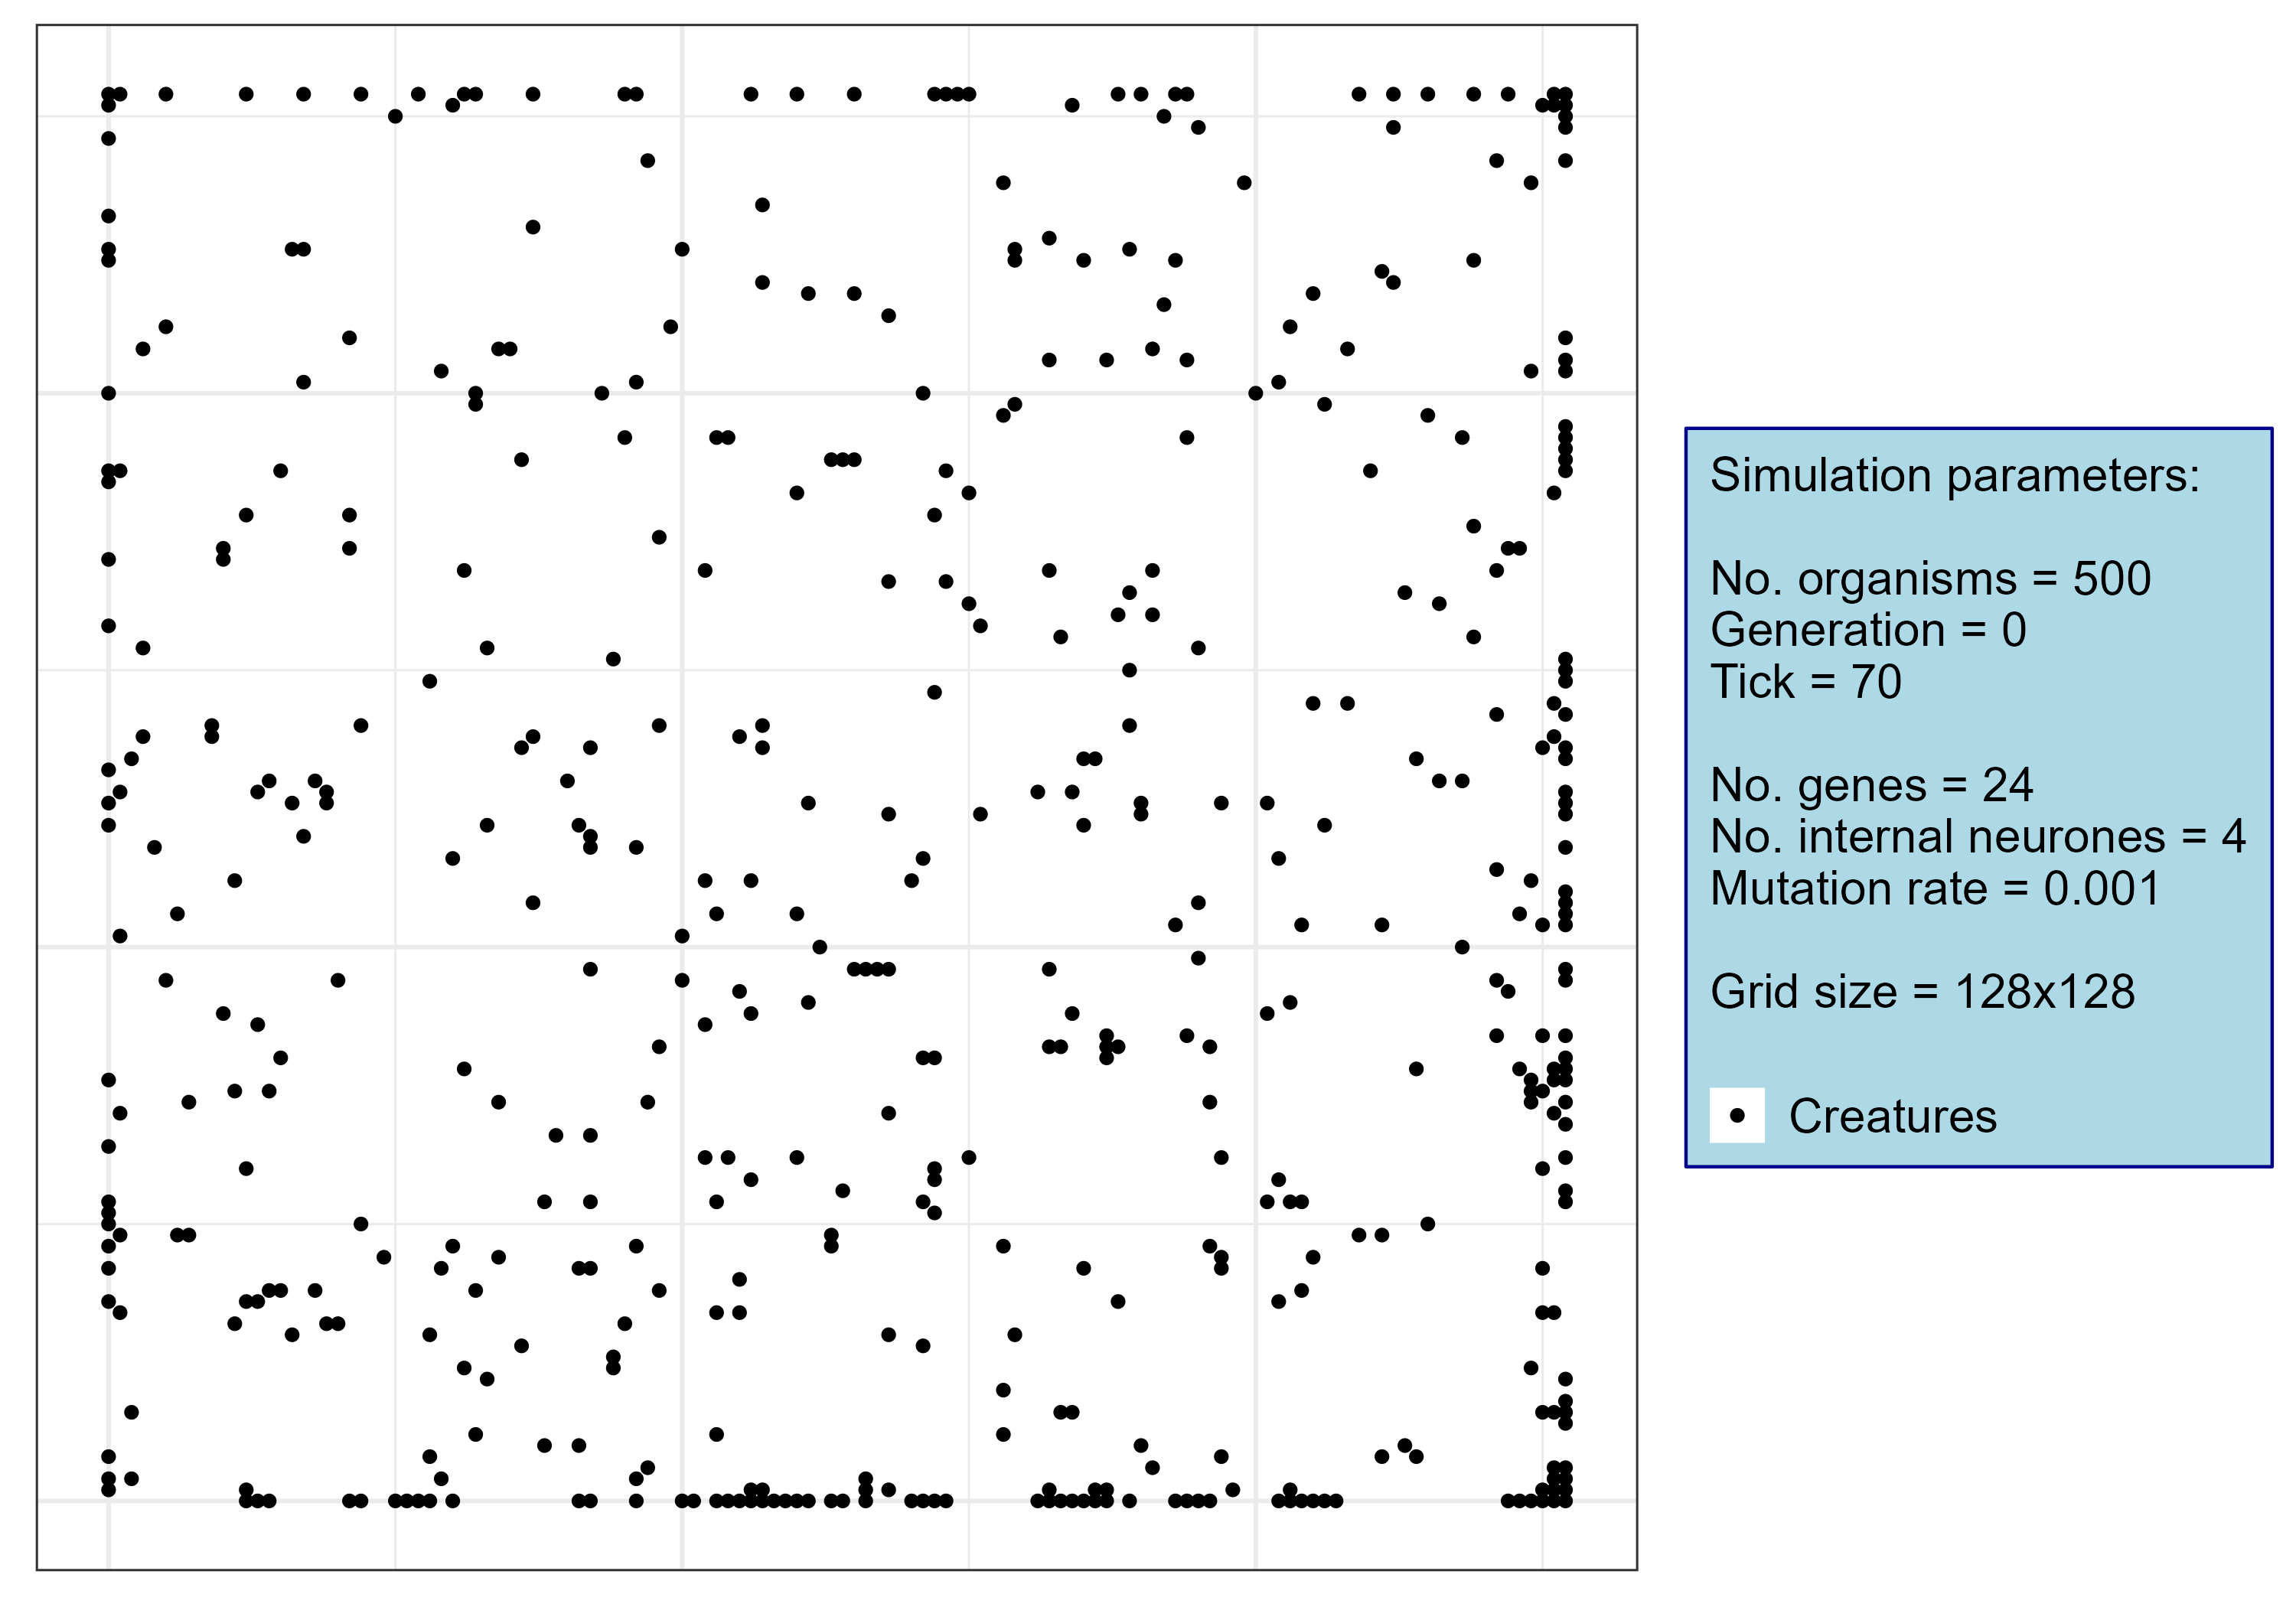 Simulation parameters:
No. organisms = 500
Generation = 0
Tick = 70
No. genes = 24
No. internal neurones = 4
Mutation rate = 0.001
Grid size = 128x128
Creatures